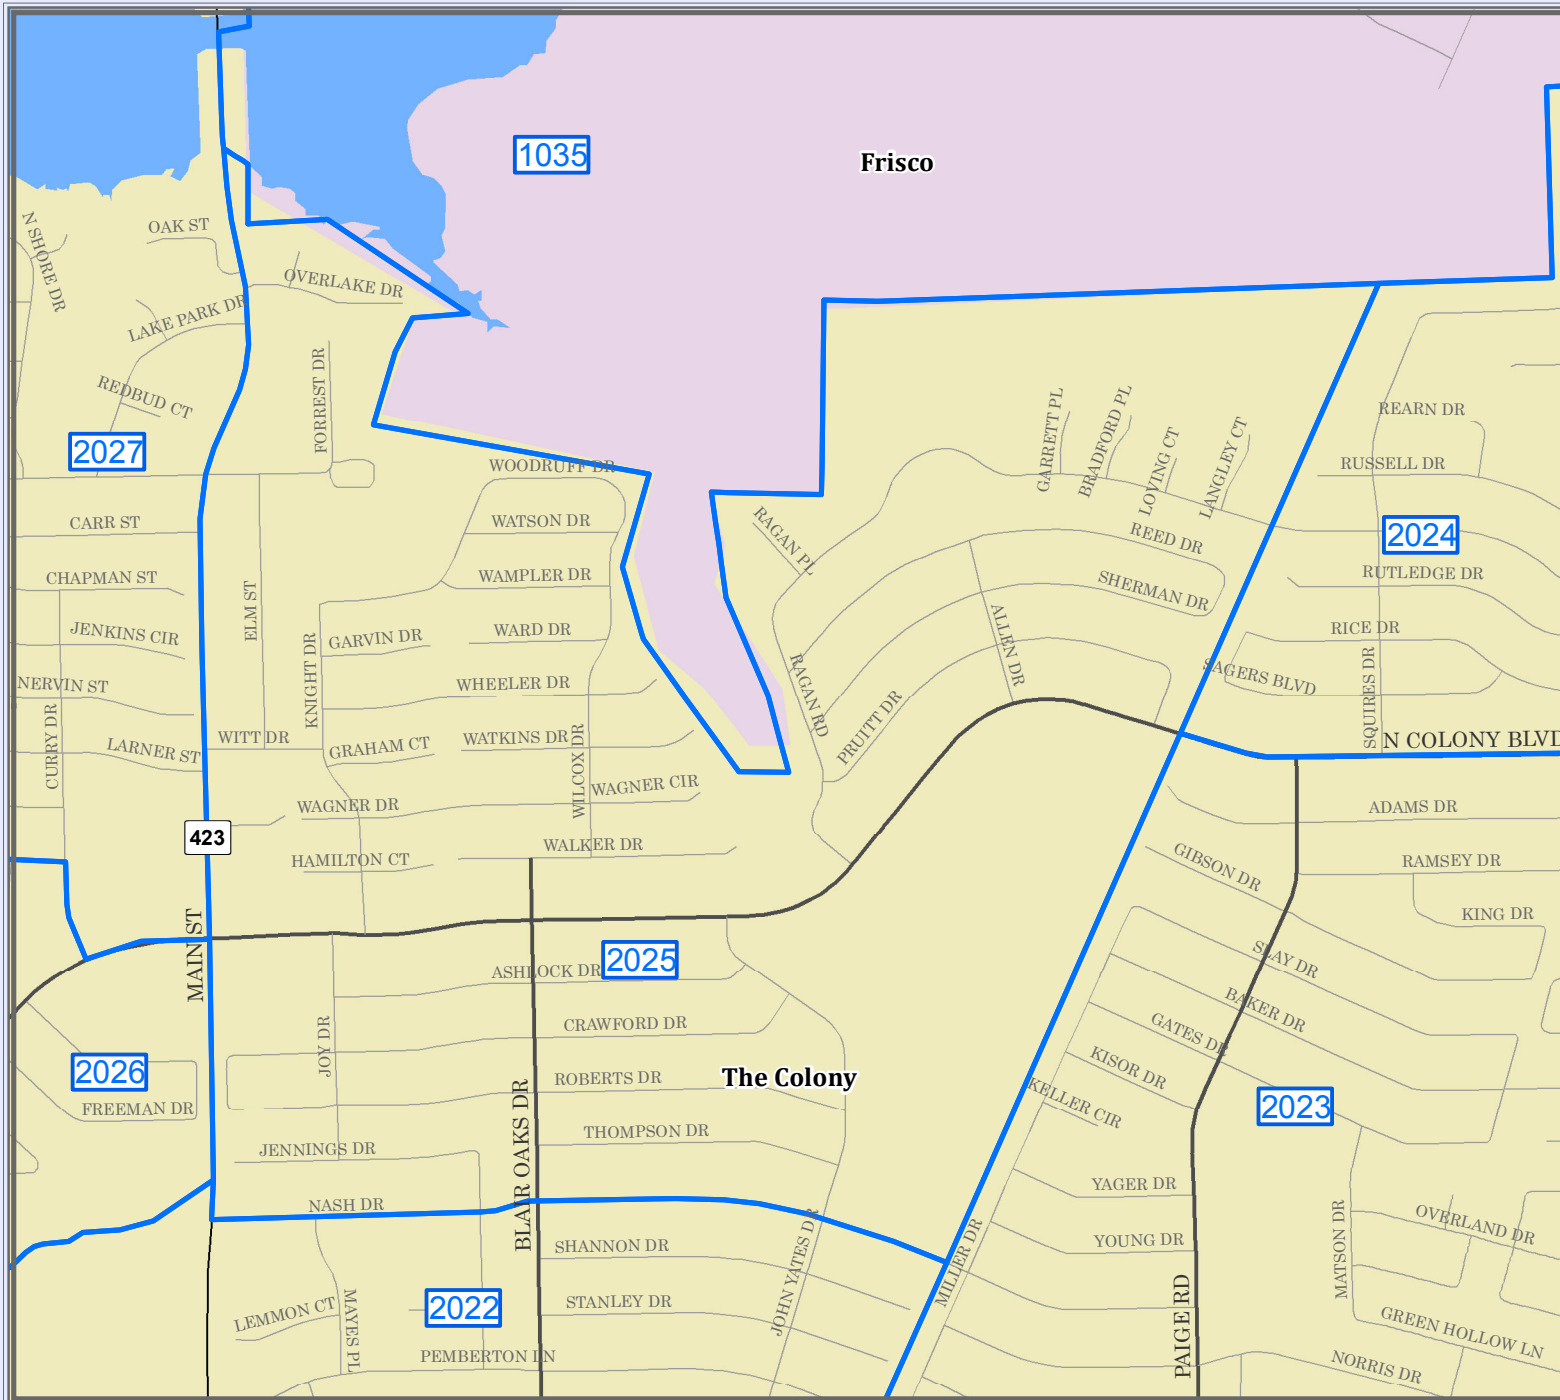 1035
Frisco
N SHORE DR
OAK ST
OVERLAKE DR
LAKE PARK DR
REDBUD CT
FORREST DR
2027
WOODRUFF DR
GARRETT PL
BRADFORD PL
LOVING CT
LANGLEY CT
REARN DR
RUSSELL DR
CARR ST
WATSON DR
RAGAN PL
REED DR
2024
CHAPMAN ST
WAMPLER DR
SHERMAN DR
RUTLEDGE DR
ELM ST
JENKINS CIR
GARVIN DR
WARD DR
ALLEN DR
RICE DR
KNIGHT DR
NERVIN ST
WHEELER DR
RAGAN RD
SAGERS BLVD
SQUIRES DR
CURRY DR
LARNER ST
WITT DR
GRAHAM CT
WATKINS DR
WILCOX DR
PRUITT DR
N COLONY BLVD
WAGNER DR
WAGNER CIR
ADAMS DR
423
HAMILTON CT
WALKER DR
GIBSON DR
RAMSEY DR
KING DR
MAIN ST
2025
ASHLOCK DR
SLAY DR
BAKER DR
CRAWFORD DR
GATES DR
JOY DR
KISOR DR
2026
ROBERTS DR
The Colony
KELLER CIR
2023
FREEMAN DR
THOMPSON DR
JENNINGS DR
BLAIR OAKS DR
YAGER DR
NASH DR
MATSON DR
OVERLAND DR
SHANNON DR
JOHN YATES DR
MILLER DR
YOUNG DR
2022
LEMMON CT
MAYES PL
STANLEY DR
PAIGE RD
GREEN HOLLOW LN
PEMBERTON LN
NORRIS DR